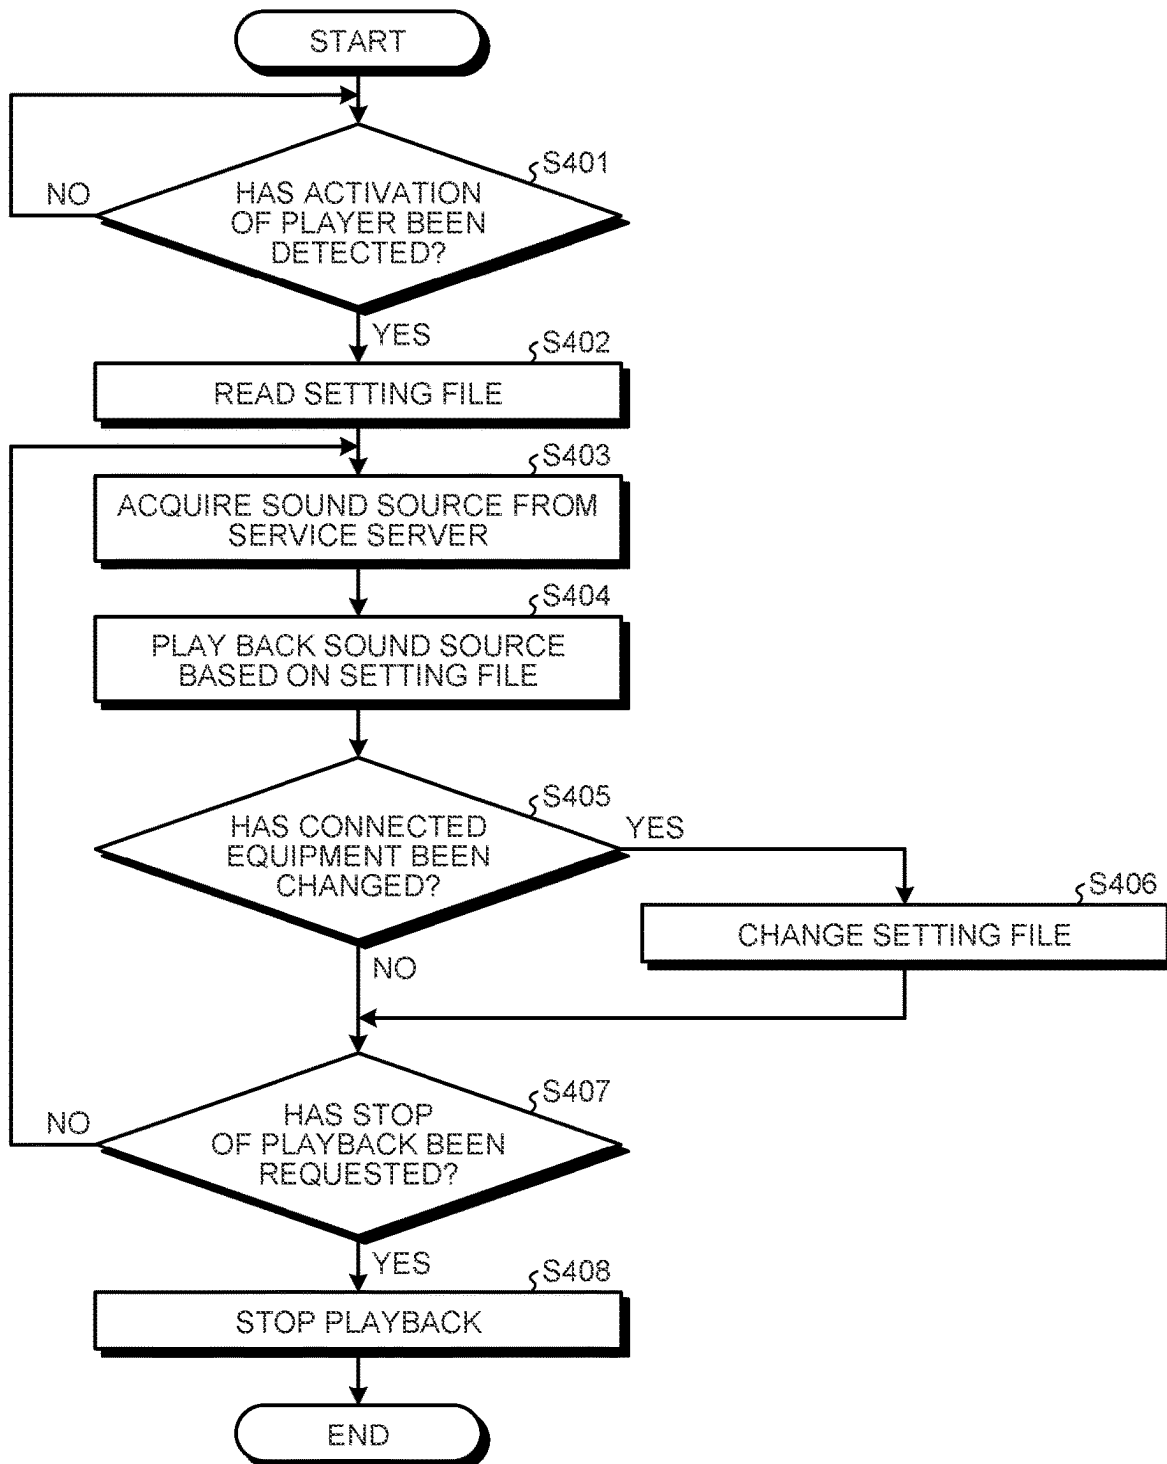 START
S401
NO
HAS ACTIVATION
OF PLAYER BEEN
DETECTED?
YES
S402
READ SETTING FILE
S403
ACQUIRE SOUND SOURCE FROM
SERVICE SERVER
S404
PLAY BACK SOUND SOURCE
BASED ON SETTING FILE
S405
HAS CONNECTED
EQUIPMENT BEEN
CHANGED?
YES
S406
CHANGE SETTING FILE
NO
S407
NO
HAS STOP
OF PLAYBACK BEEN
REQUESTED?
YES
S408
STOP PLAYBACK
END